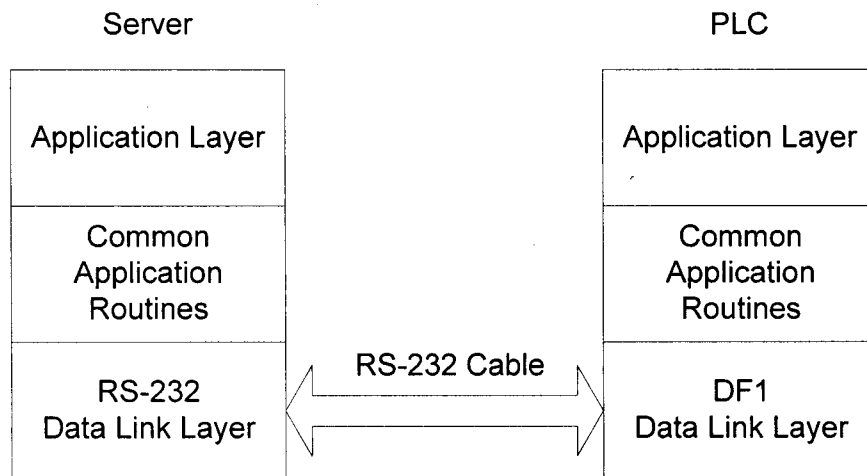 Server
PLC
Application Layer
Application Layer
Common
Application
Routines
Common
Application
Routines
RS-232 Cable
RS-232
Data Link Layer
DF1
Data Link Layer